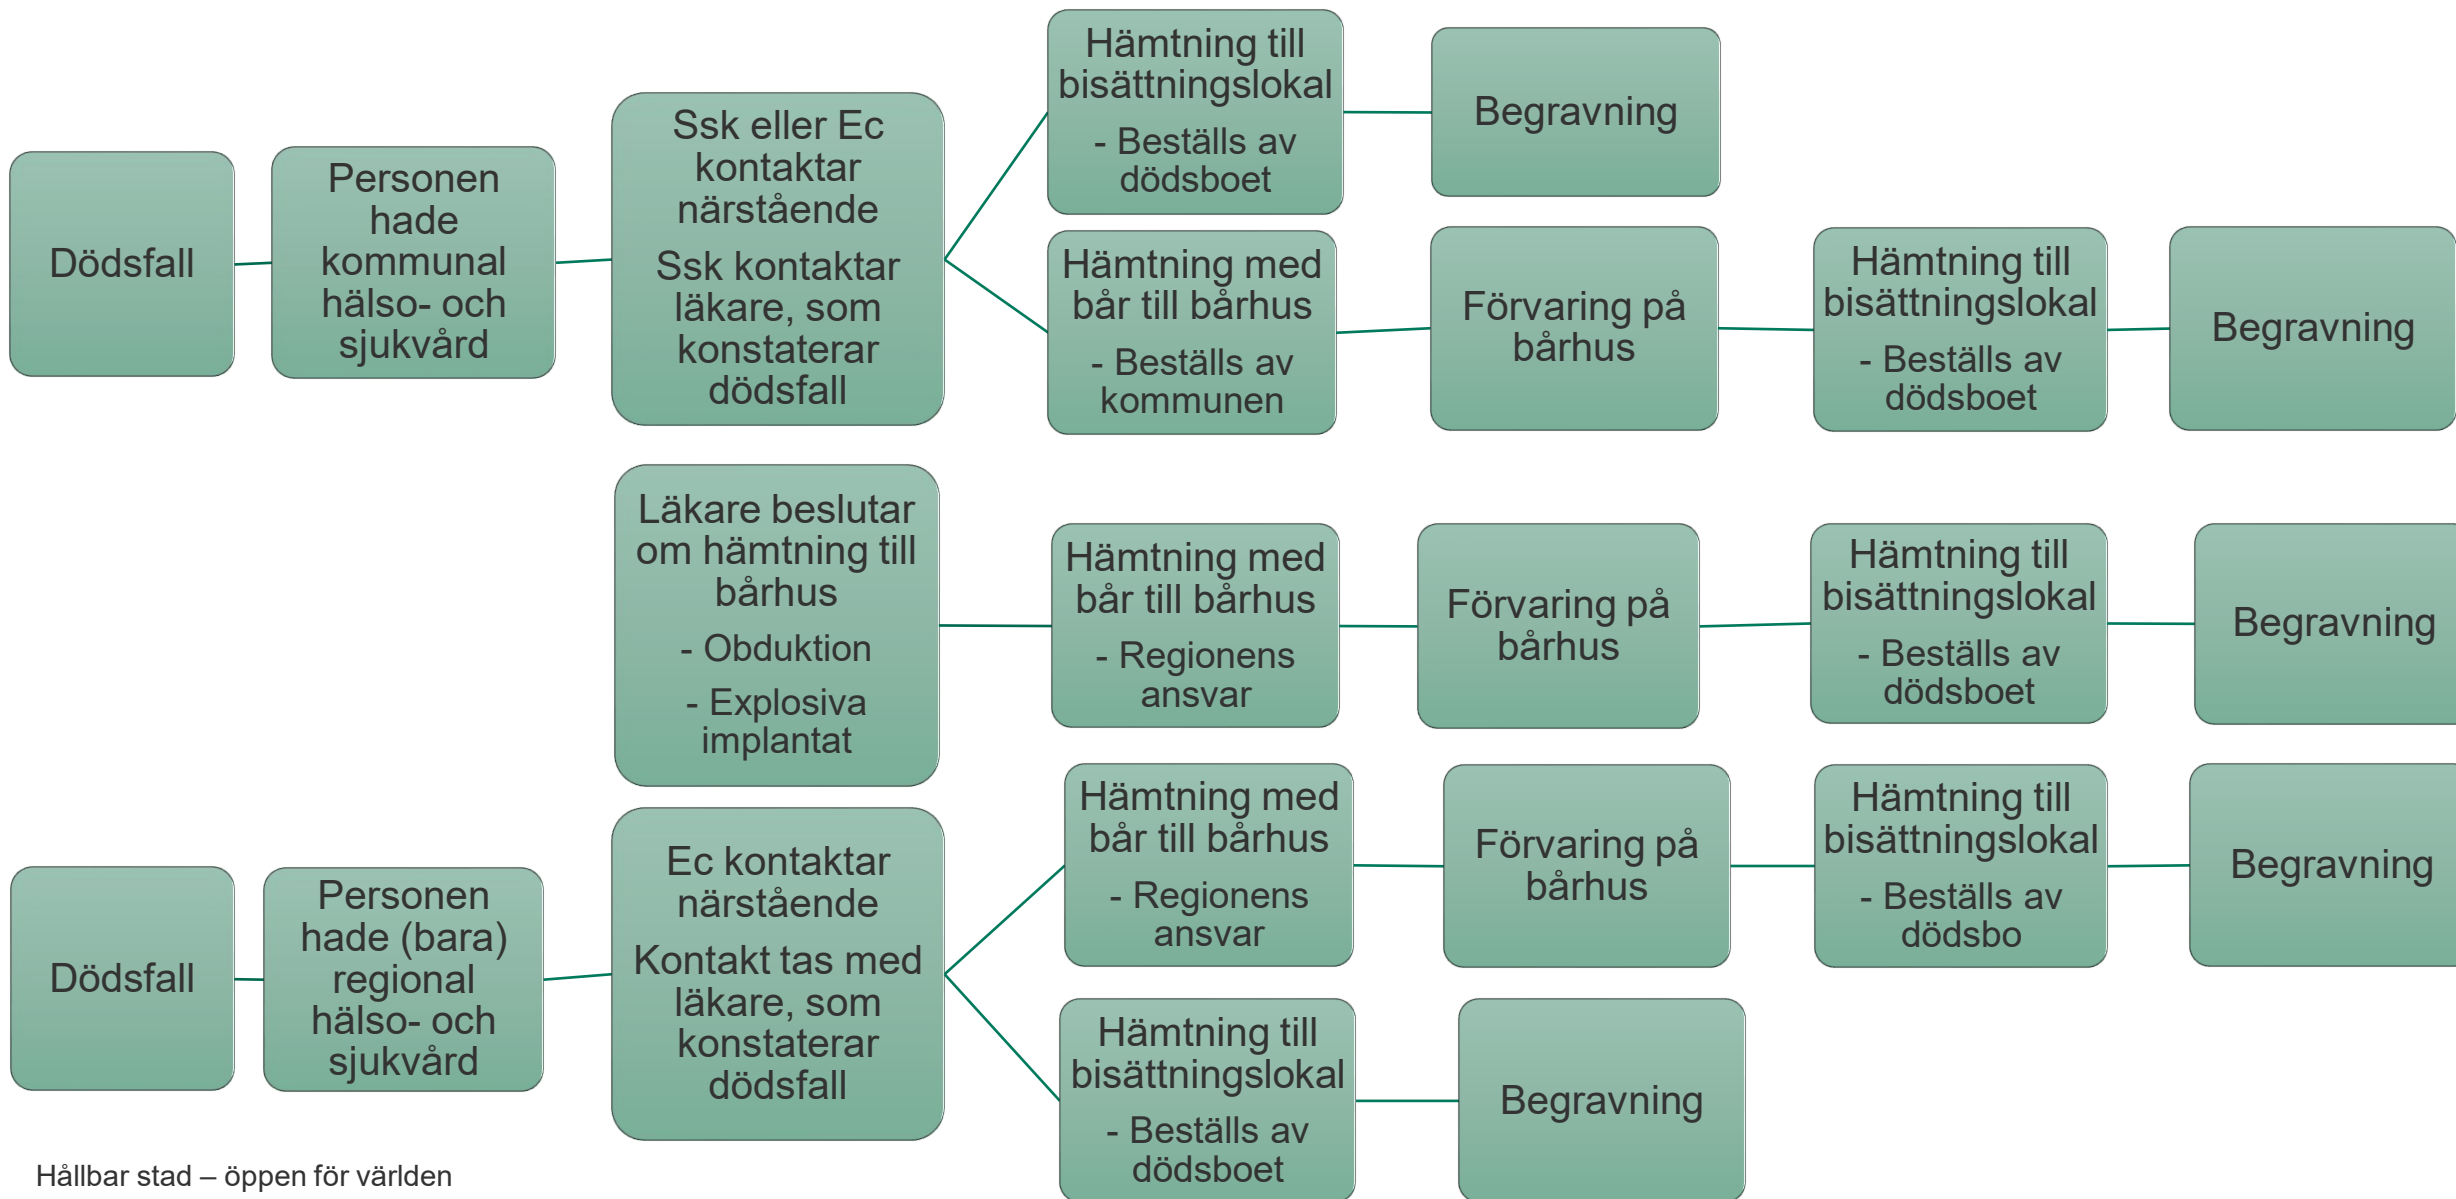 Dödsfall
Personen
hade
kommunal
hälso- och
sjukvård
Ssk eller Ec
kontaktar
närstående
Ssk kontaktar
läkare, som
konstaterar
dödsfall
Hämtning till
bisättningslokal
- Beställs av
dödsboet
Begravning
Hämtning med
bår till bårhus
- Beställs av
kommunen
Förvaring på
bårhus
Hämtning till
bisättningslokal
- Beställs av
dödsboet
Begravning
Läkare beslutar
om hämtning till
bårhus
- Obduktion
- Explosiva
implantat
Hämtning med
bår till bårhus
- Regionens
ansvar
Förvaring på
bårhus
Hämtning till
bisättningslokal
- Beställs av
dödsboet
Begravning
Dödsfall
Personen
hade (bara)
regional
hälso- och
sjukvård
Ec kontaktar
närstående
Kontakt tas med
läkare, som
konstaterar
dödsfall
Hämtning med
bår till bårhus
- Regionens
ansvar
Förvaring på
bårhus
Hämtning till
bisättningslokal
- Beställs av
dödsbo
Begravning
Hämtning till
bisättningslokal
- Beställs av
dödsboet
Begravning
Hållbar stad – öppen för världen